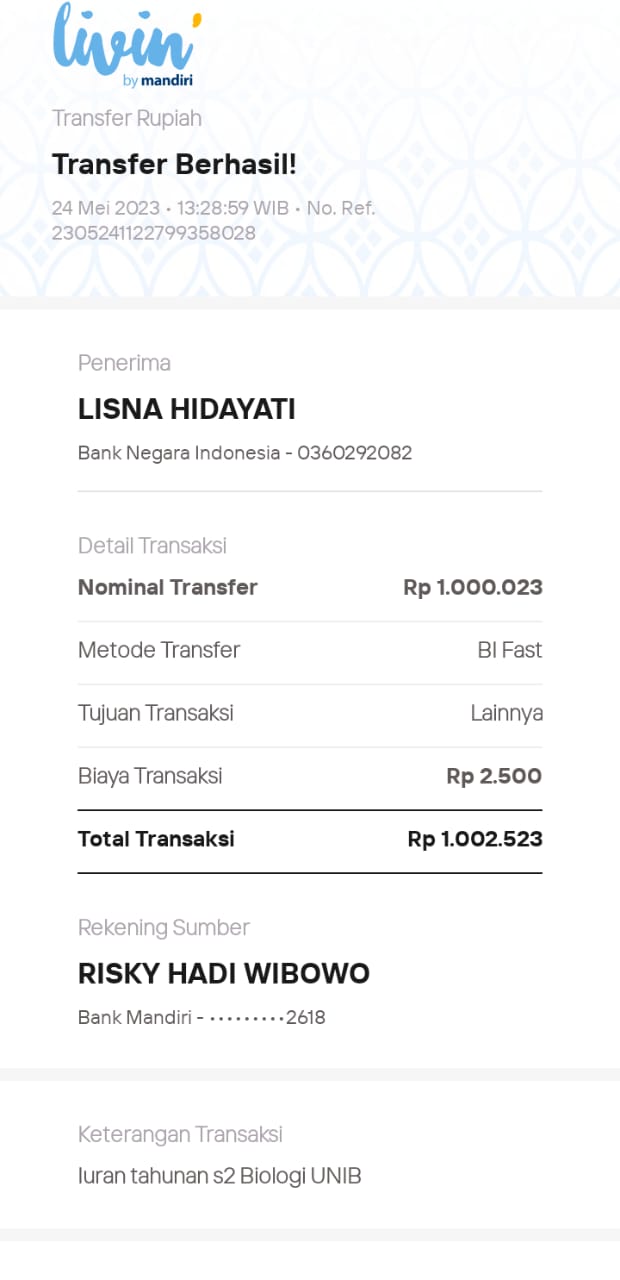 livin'
by mandiri
Transfer Rupiah
Transfer Berhasil!
24 Mei 2023 • 13:28:59 WIB • No. Ref.
2305241122799358028
Penerima
LISNA HIDAYATI
Bank Negara Indonesia - 0360292082
Detail Transaksi
Nominal Transfer Rp 1.000.023
Metode Transfer BI Fast
Tujuan Transaksi Lainnya
Biaya Transaksi Rp 2.500
Total Transaksi Rp 1.002.523
Rekening Sumber
RISKY HADI WIBOWO
Bank Mandiri - •••••••••2618
Keterangan Transaksi
Iuran tahunan s2 Biologi UNIB